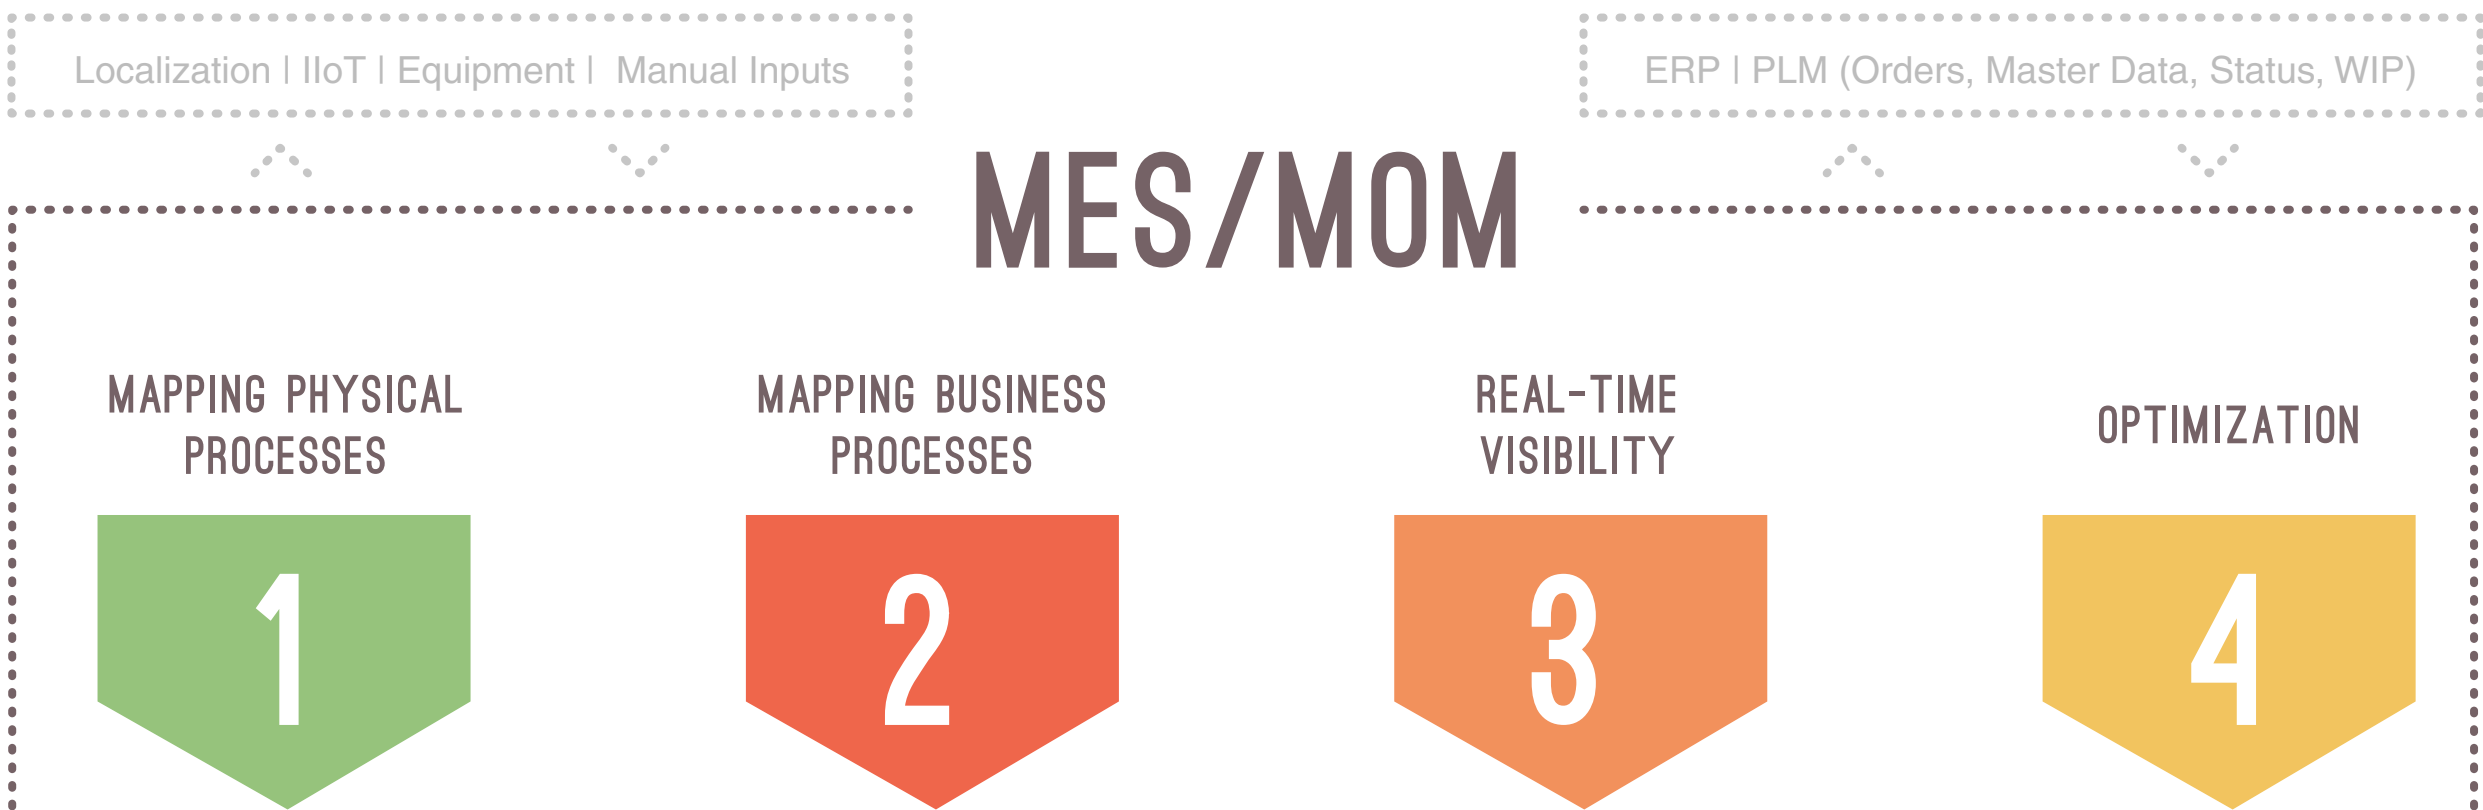 Localization | IIoT | Equipment | Manual Inputs
ERP | PLM (Orders, Master Data, Status, WIP)
MES/MOM
MAPPING PHYSICAL
PROCESSES
MAPPING BUSINESS
PROCESSES
REAL-TIME
VISIBILITY
OPTIMIZATION
1
2
3
4